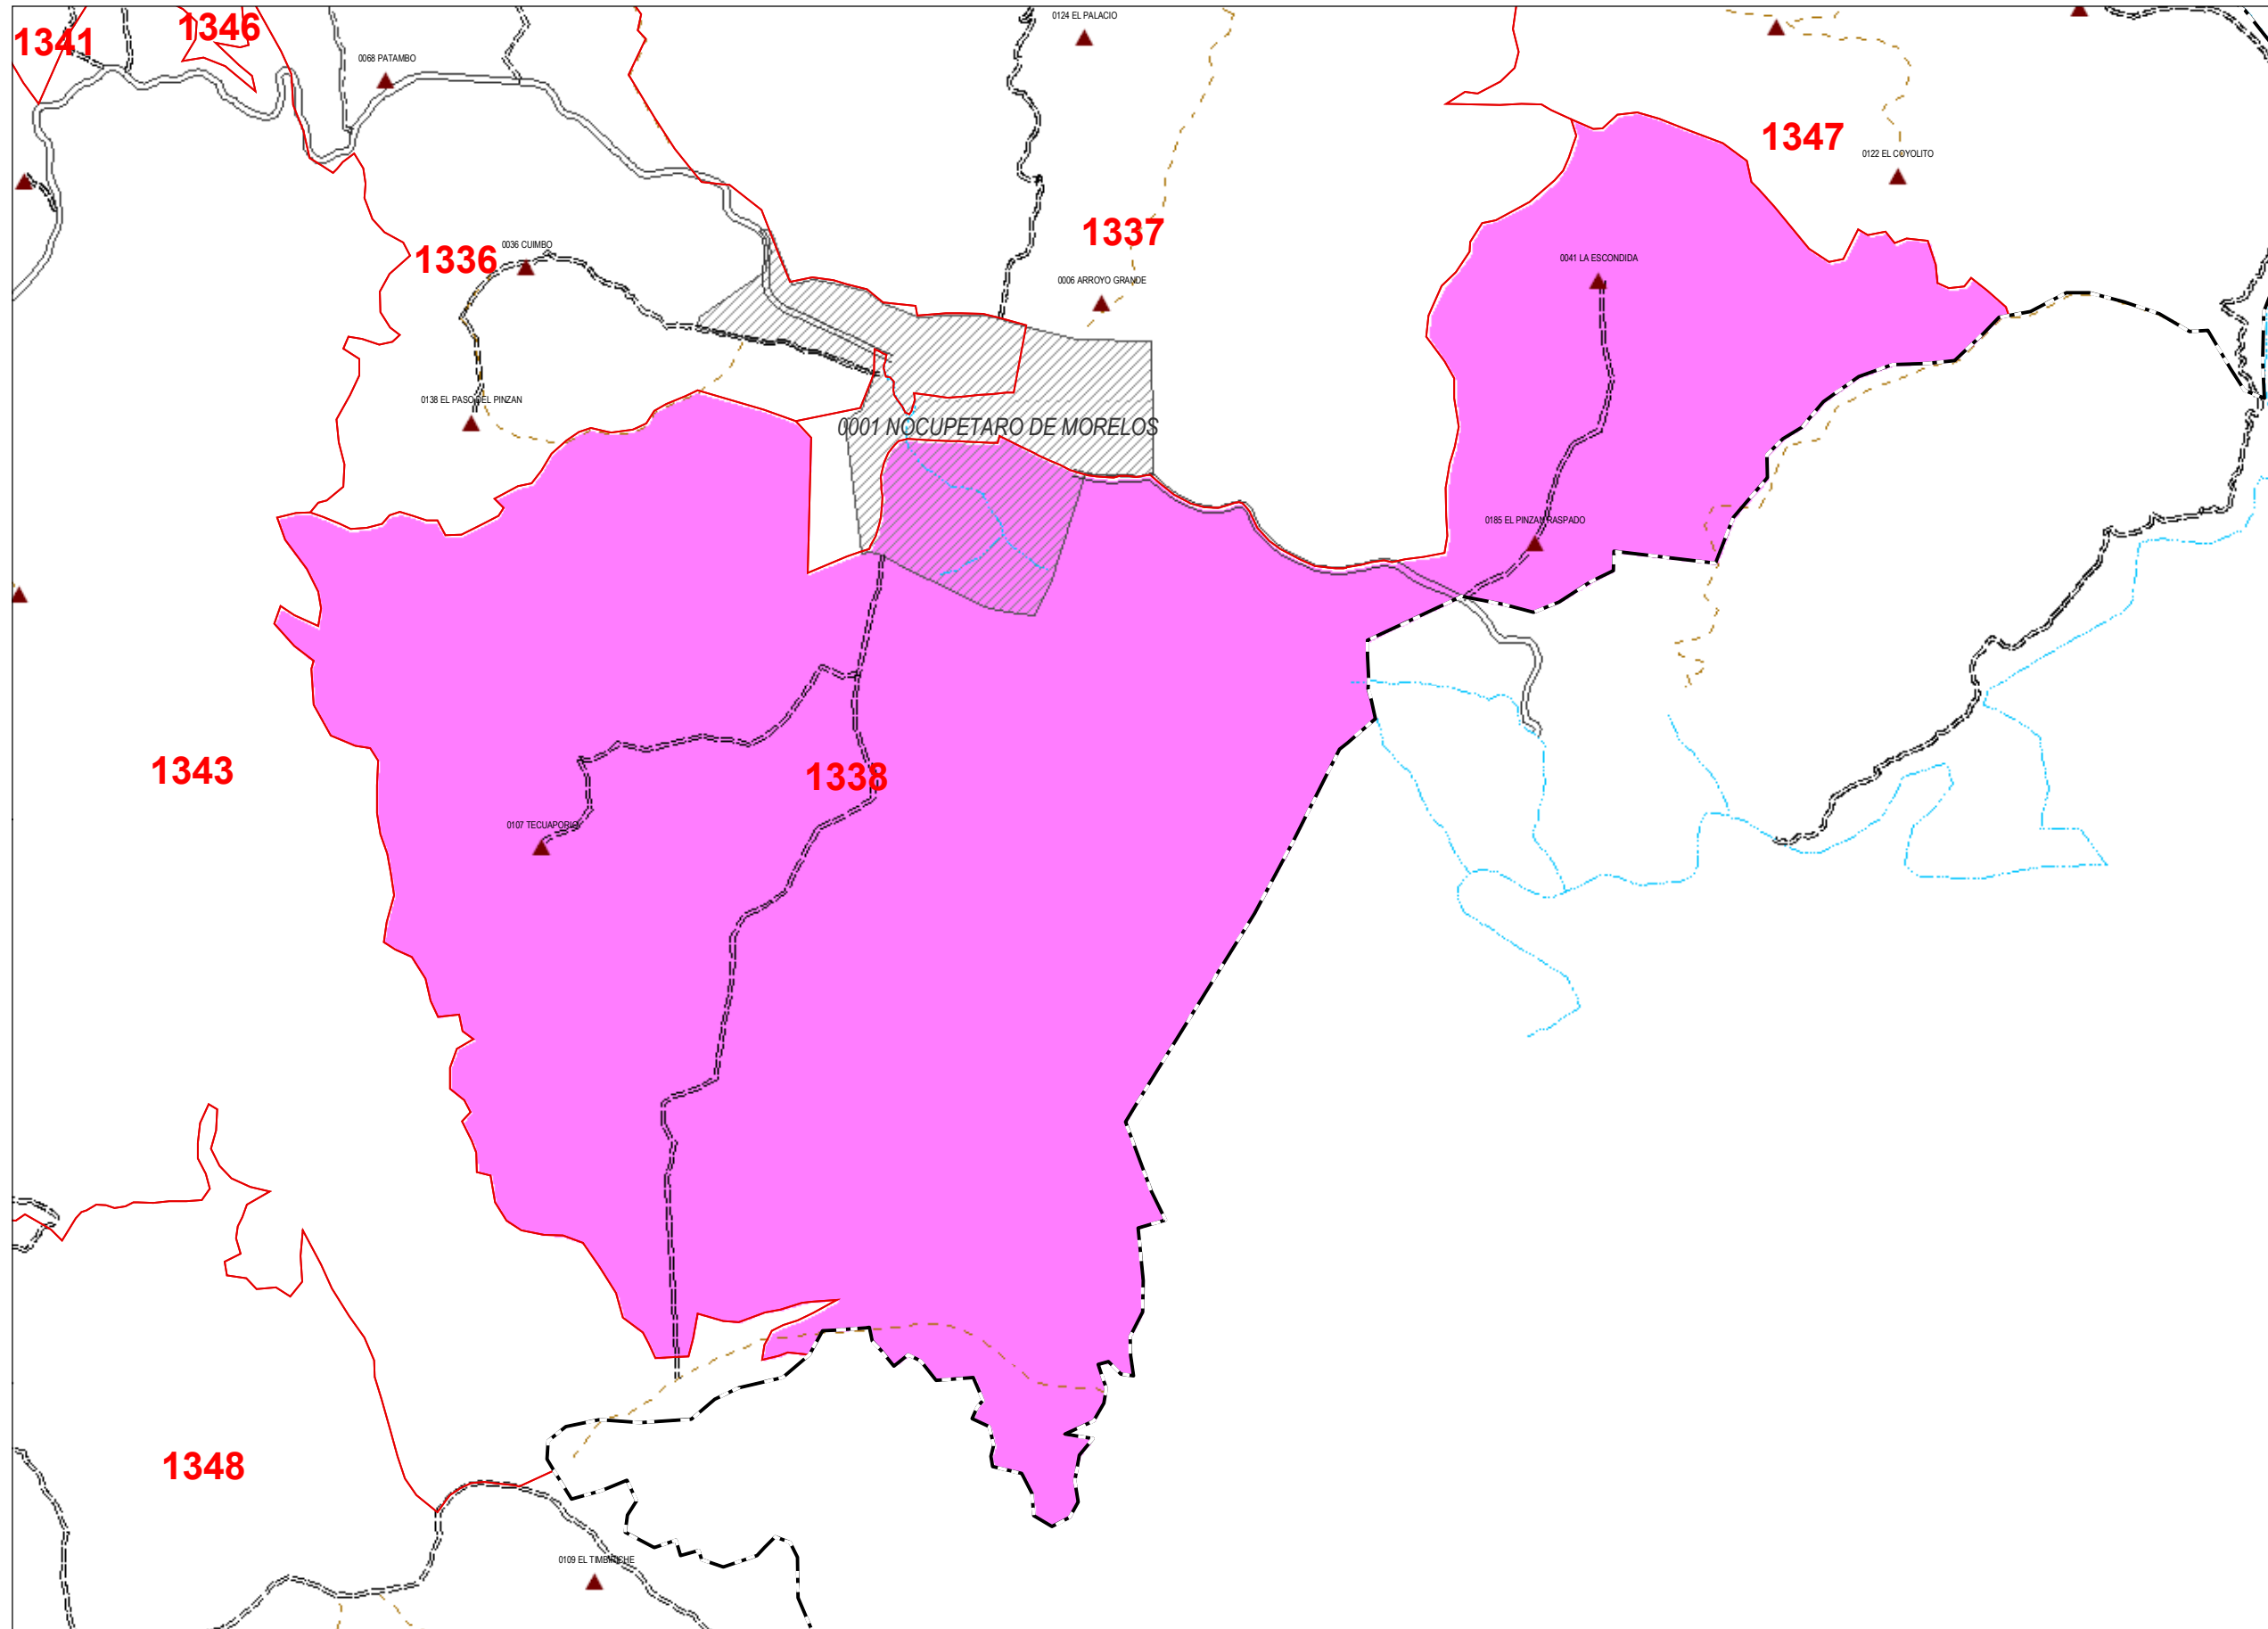 0124 EL PALACIO
1346
1341
0068 PATAMBO
1347
0122 EL COYOLITO
1337
0036 CUIMBO
1336
0041 LA ESCONDIDA
0006 ARROYO GRANDE
0138 EL PASO DEL PINZAN
0001 NOCUPETARO DE MORELOS
0185 EL PINZAN RASPADO
1343
1338
0107 TECUAPORIO
1348
0109 EL TIMBIRICHE